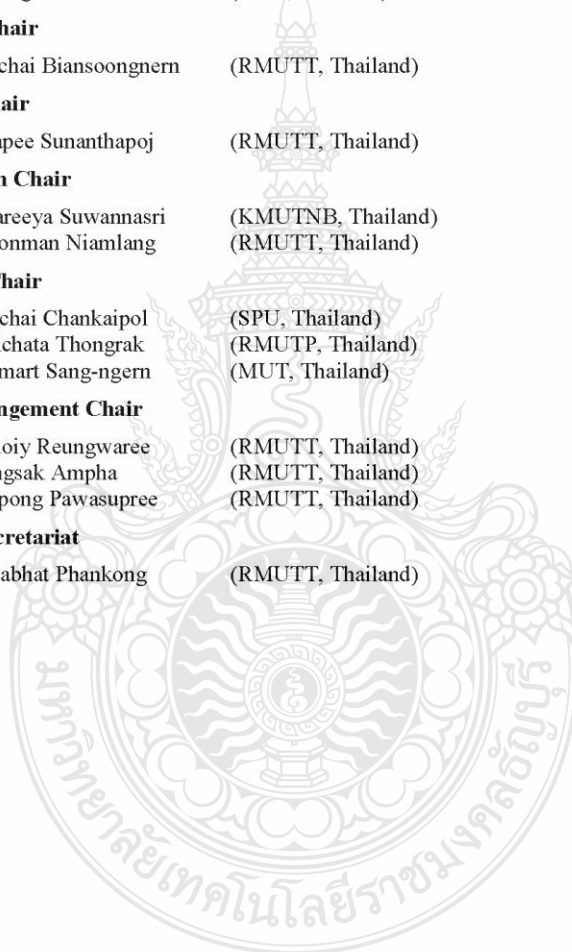 hair
chai Biansoongnern (RMUTT, Thailand)
air
apee Sunanthapoj (RMUTT, Thailand)
n Chair
areeya Suwannasri (KMUTNB, Thailand)
onman Niamlang (RMUTT, Thailand)
hair
chai Chankaipol (SPU, Thailand)
chata Thongrak (RMUTP, Thailand)
mart Sang-ngern (MUT, Thailand)
ngement Chair
oiy Reungwaree (RMUTT, Thailand)
gsak Ampha (RMUTT, Thailand)
pong Pawasupree (RMUTT, Thailand)
cretariat
abhat Phankong (RMUTT, Thailand)
มหาวิทยาลัยเทคโนโลยีราชมงคลธัญบุรี